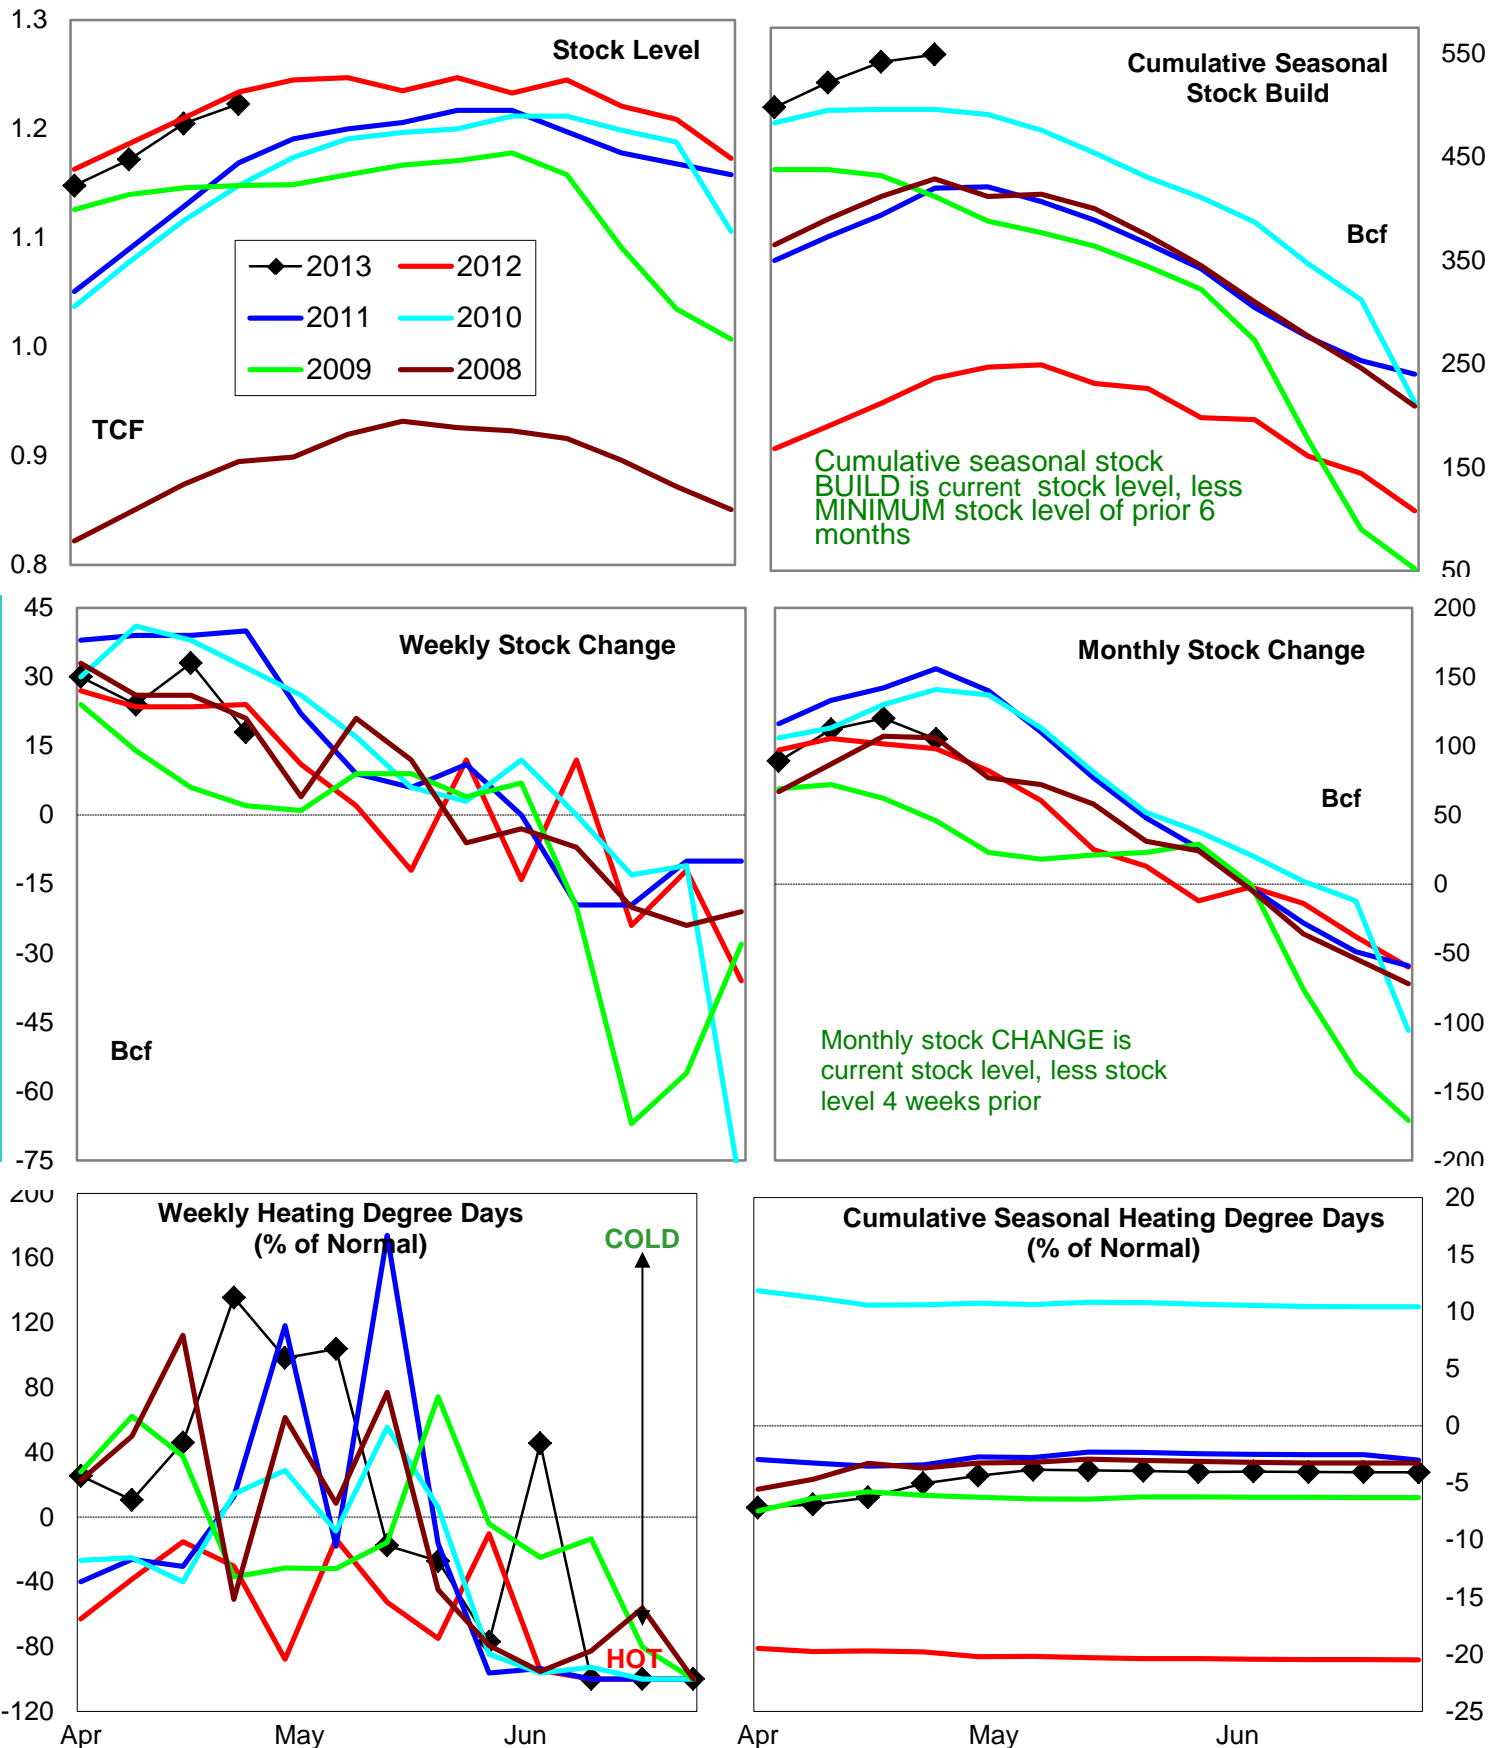 1.3
1.2
1.1
1.0
0.9
0.8
Stock Level
2013
2012
2011
2010
2009
2008
TCF
Cumulative Seasonal
Stock Build
Bcf
Cumulative seasonal stock
BUILD is current stock level, less
MINIMUM stock level of prior 6
months
550
450
350
250
150
50
45
30
15
0
-15
-30
-45
-60
-75
Weekly Stock Change
Bcf
Monthly Stock Change
Bcf
Monthly stock CHANGE is
current stock level, less stock
level 4 weeks prior
200
150
100
50
0
-50
-100
-150
-200
200
160
120
80
40
0
-40
-80
-120
Weekly Heating Degree Days
(% of Normal)
COLD
HOT
Apr
May
Jun
Cumulative Seasonal Heating Degree Days
(% of Normal)
20
15
10
5
0
-5
-10
-15
-20
-25
Apr
May
Jun